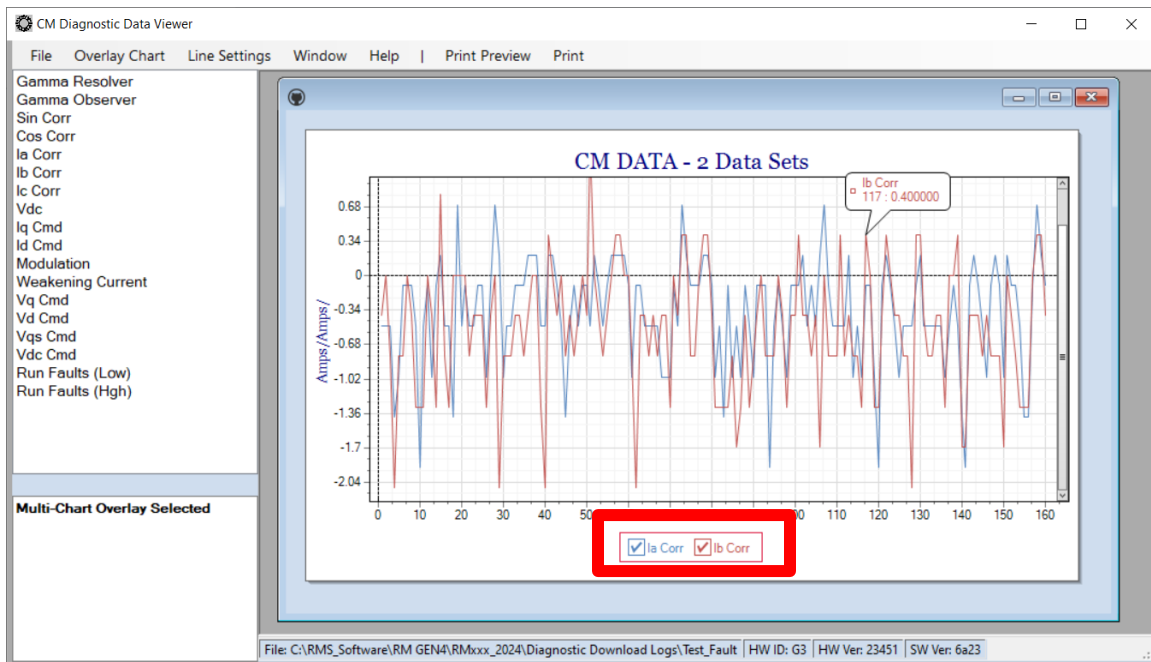 CM Diagnostic Data Viewer
File Overlay Chart Line Settings Window Help | Print Preview Print
Gamma Resolver
Gamma Observer
Sin Corr
Cos Corr
Ia Corr
Ib Corr
Ic Corr
Vdc
Iq Cmd
Id Cmd
Modulation
Weakening Current
Vq Cmd
Vd Cmd
Vqs Cmd
Vdc Cmd
Run Faults (Low)
Run Faults (Hgh)
Multi-Chart Overlay Selected
CM DATA - 2 Data Sets
Ib Corr
117 : 0.400000
Amps/Amps/
0.68
0.34
0
-0.34
-0.68
-1.02
-1.36
-1.7
-2.04
0 10 20 30 40 110 120 130 140 150 160
Ia Corr Ib Corr
File: C:\RMS_Software\RM GEN4\RMxxx_2024\Diagnostic Download Logs\Test_Fault HW ID: G3 HW Ver: 23451 SW Ver: 6a23